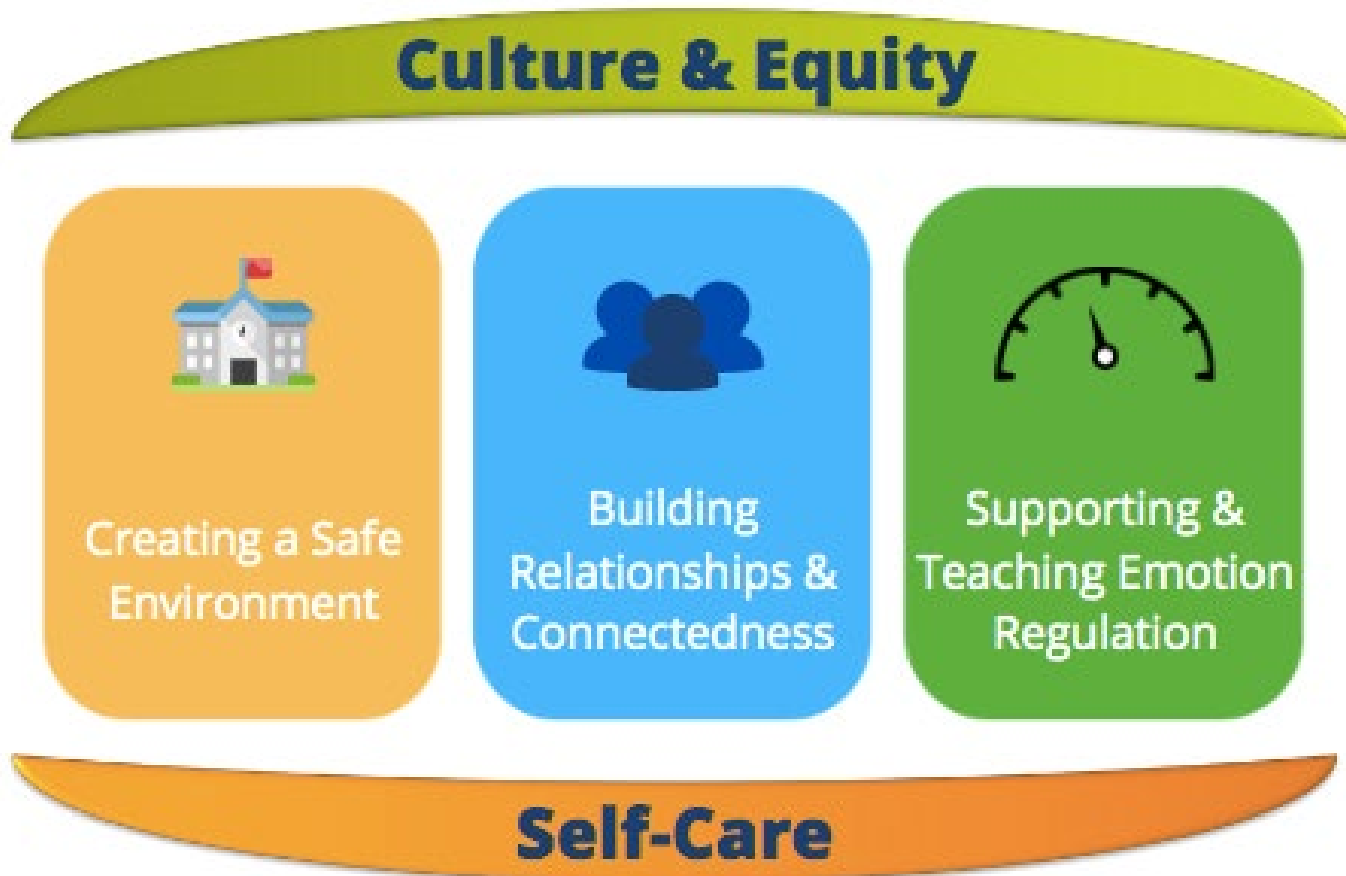 Culture & Equity
Creating a Safe
Environment
Building
Relationships &
Connectedness
Supporting &
Teaching Emotion
Regulation
Self-Care